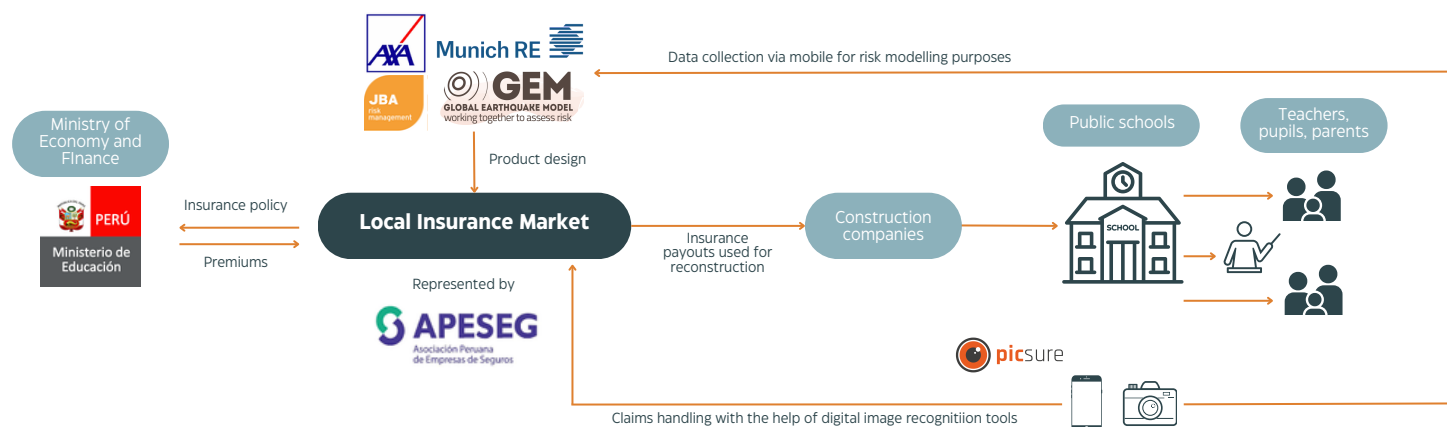 AXA
Munich RE
JBA
risk
management
GEM
GLOBAL EARTHQUAKE MODEL
working together to assess risk
Data collection via mobile for risk modelling purposes
Ministry of
Economy and
FInance
PERÚ
Ministerio de
Educación
Insurance policy
Premiums
Product design
Local Insurance Market
Represented by
APESEG
Asociación Peruana
de Empresas de Seguros
Insurance
payouts used for
reconstruction
Construction
companies
Public schools
SCHOOL
Teachers,
pupils, parents
picsure
Claims handling with the help of digital image recognitiion tools